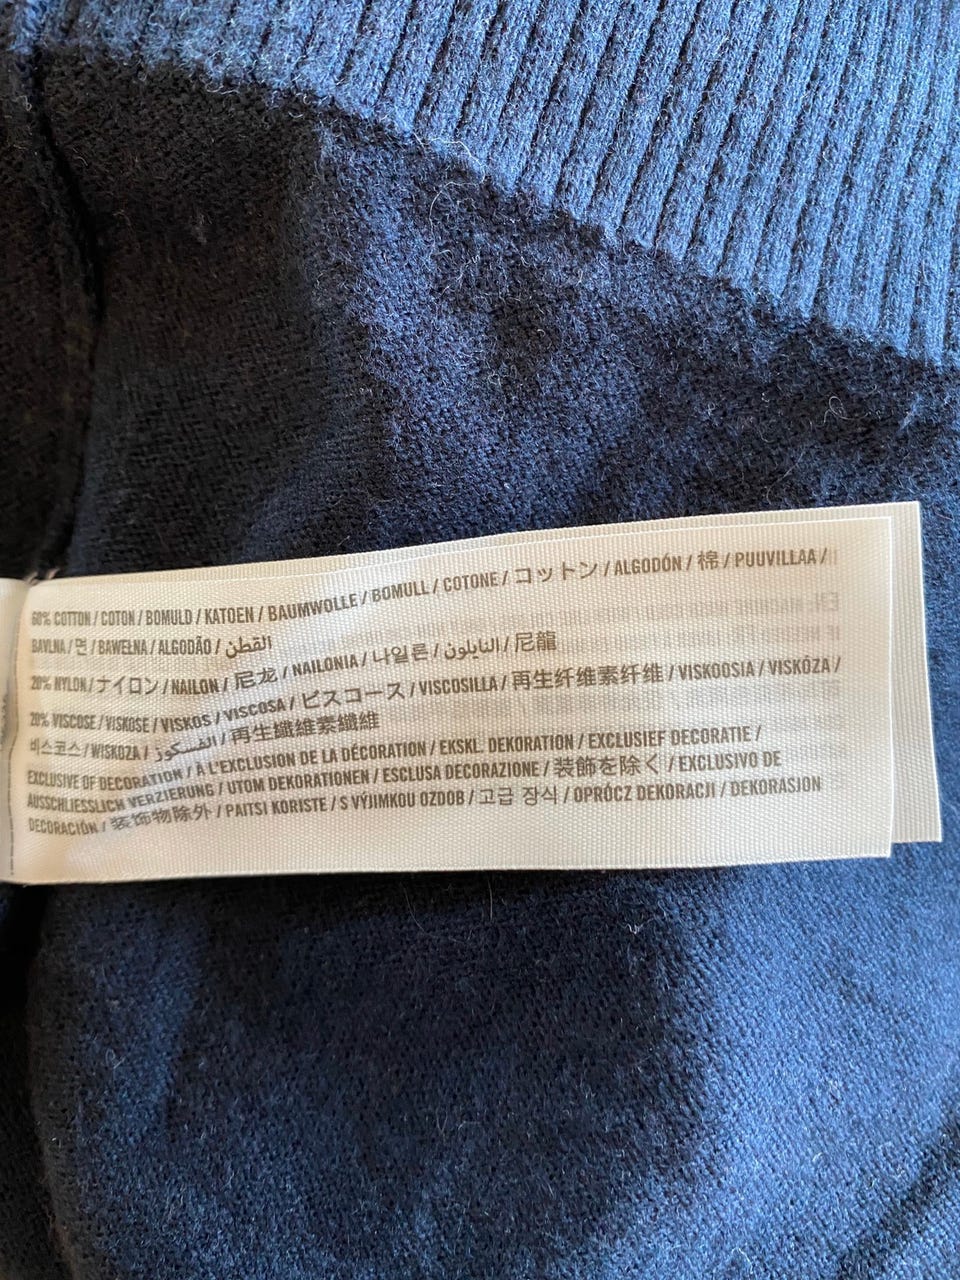 60% COTTON / COTON / BOMULD / KATOEN / BAUMWOLLE / BOMULL / COTONE / コットン / ALGODÓN / 棉 / PUUVILLAA /
BAVLNA / 면 / BAWEŁNA / ALGODÃO / القطن
20% NYLON / ナイロン / NAILON / 尼龙 / NAILONIA / 나일론 / النايلون / 尼龍
20% VISCOSE / VISKOSE / VISKOS / VISCOSA / ビスコース / VISCOSILLA / 再生纤维素纤维 / VISKOOSIA / VISKÓZA /
비스코스 / WISKOZA / الفسكوز / 再生纖維素纖維
EXCLUSIVE OF DECORATION / À L'EXCLUSION DE LA DÉCORATION / EKSKL. DEKORATION / EXCLUSIEF DECORATIE /
AUSSCHLIESSLICH VERZIERUNG / UTOM DEKORATIONEN / ESCLUSA DECORAZIONE / 装飾を除く / EXCLUSIVO DE
DECORACIÓN / 装饰物除外 / PAITSI KORISTE / S VÝJIMKOU OZDOB / 고급 장식 / OPRÓCZ DEKORACJI / DEKORASJON